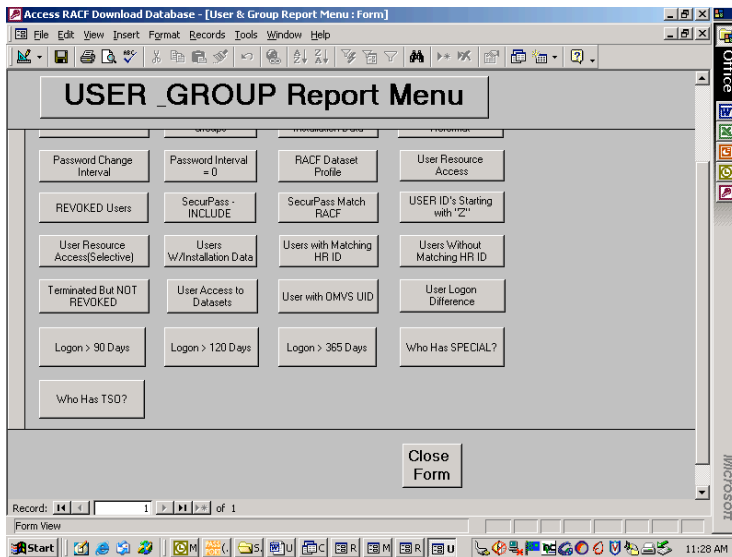 Access RACF Download Database - [User & Group Report Menu : Form]
File Edit View Insert Format Records Tools Window Help
USER _GROUP Report Menu
Groups Installation Data
Password Change
Interval
Password Interval
= 0
RACF Dataset
Profile
User Resource
Access
REVOKED Users
SecurPass -
INCLUDE
SecurPass Match
RACF
USER ID's Starting
with "Z"
User Resource
Access(Selective)
Users
W/Installation Data
Users with Matching
HR ID
Users Without
Matching HR ID
Terminated But NOT
REVOKED
User Access to
Datasets
User with OMVS UID
User Logon
Difference
Logon > 90 Days
Logon > 120 Days
Logon > 365 Days
Who Has SPECIAL?
Who Has TSO?
Close
Form
Record: 1 of 1
Form View
Office
Microsoft
Start M (. S. U C R M R U 11:28 AM